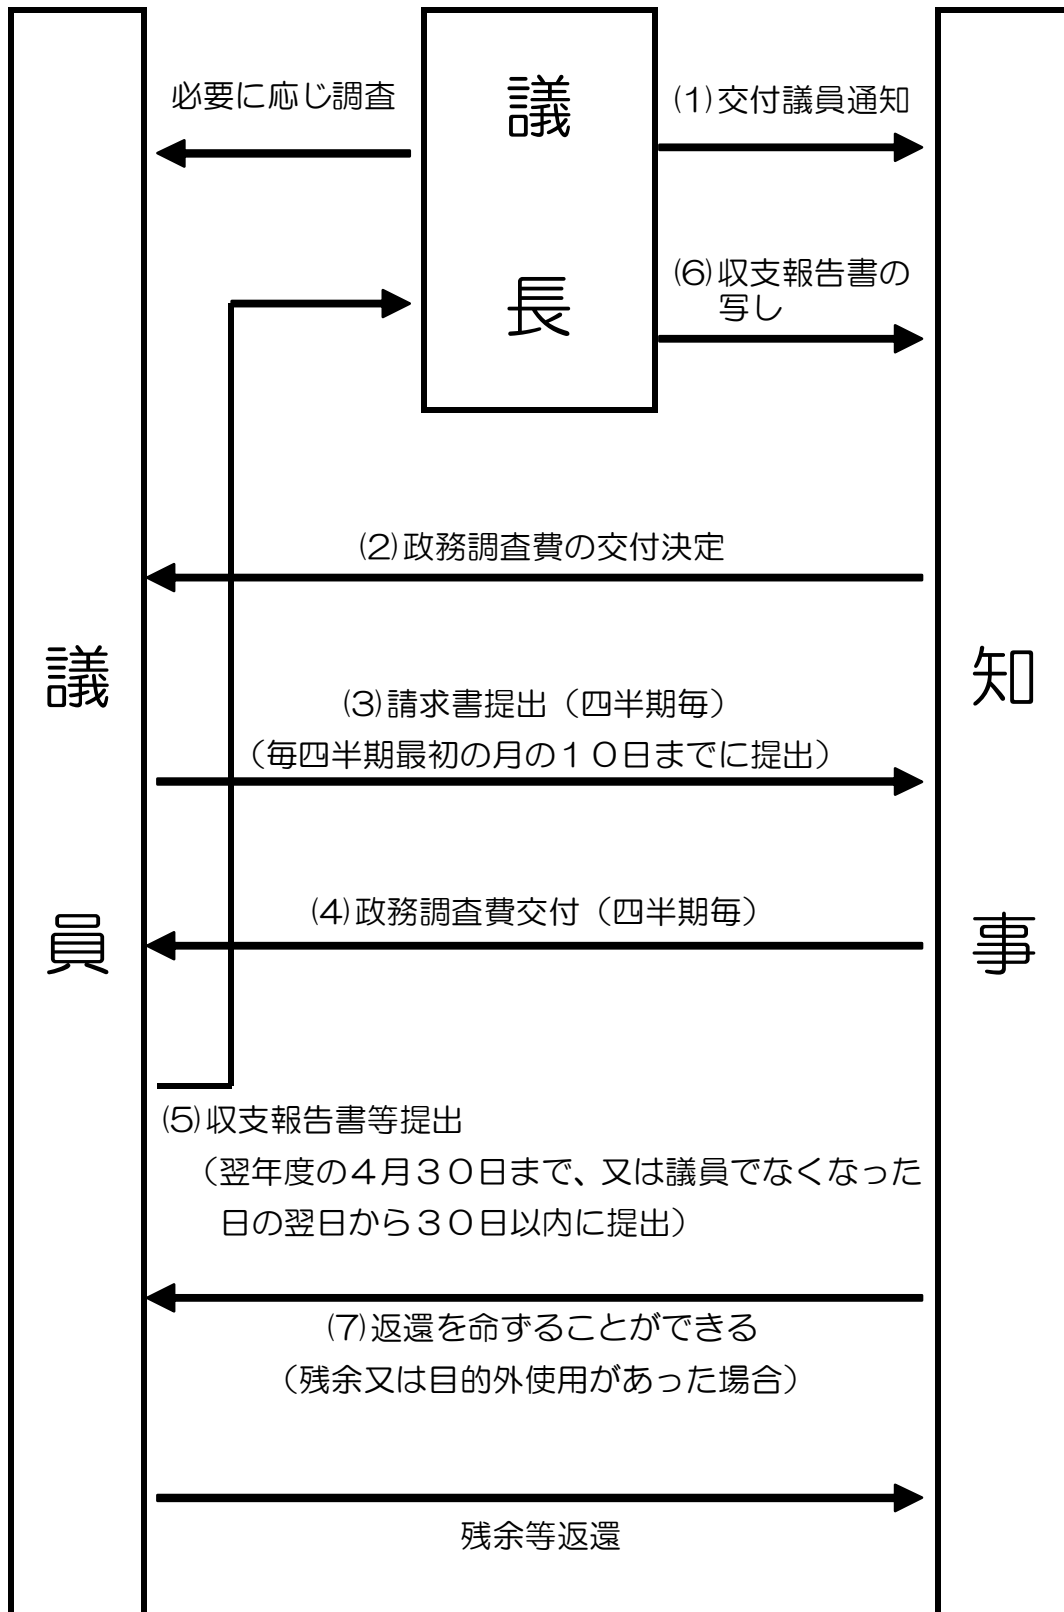 議長
必要に応じ調査
(1)交付議員通知
(6)収支報告書の
写し
議員
知事
(2)政務調査費の交付決定
(3)請求書提出（四半期毎）
（毎四半期最初の月の１０日までに提出）
(4)政務調査費交付（四半期毎）
(5)収支報告書等提出
（翌年度の４月３０日まで、又は議員でなくなった
日の翌日から３０日以内に提出）
(7)返還を命ずることができる
（残余又は目的外使用があった場合）
残余等返還